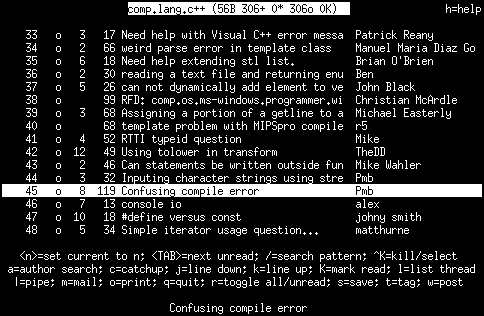 comp.lang.c++ (56B 306+ 0* 306o OK) h=help
33 o 3 17 Need help with Visual C++ error messa Patrick Reany
34 o 2 66 weird parse error in template class Manuel Maria Diaz Go
35 o 6 18 Need help extending stl list. Brian O'Brien
36 o 2 30 reading a text file and returning enu Ben
37 o 5 26 can not dynamically add element to ve John Black
38 o 99 RFD: comp.os.ms-windows.programmer.wi Christian McArdle
39 o 3 68 Assigning a portion of a getline to a Michael Easterly
40 o 68 template problem with MIPSpro compile r5
41 o 4 52 RTTI typeid question Mike
42 o 12 49 Using tolower in transform TheDD
43 o 2 46 Can statements be written outside fun Mike Wahler
44 o 3 32 Inputing character strings using stre Pmb
45 o 8 119 Confusing compile error Pmb
46 o 7 13 console io alex
47 o 10 18 #define versus const johny smith
48 o 5 34 Simple iterator usage question... matthurne
<n>=set current to n; <TAB>=next unread; /=search pattern; ^K=kill/select
a=author search; c=catchup; j=line down; k=line up; K=mark read; l=list thread
|=pipe; m=mail; o=print; q=quit; r=toggle all/unread; s=save; t=tag; w=post
Confusing compile error